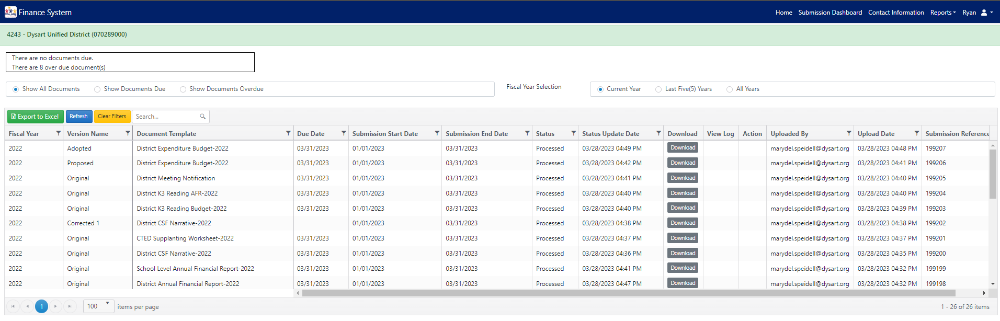 Finance System
Home Submission Dashboard Contact Information Reports Ryan
4243 - Dysart Unified District (070289000)
There are no documents due.
There are 8 over due document(s)
Show All Documents Show Documents Due Show Documents Overdue Fiscal Year Selection Current Year Last Five(5) Years All Years
Export to Excel Refresh Clear Filters Search...
Fiscal Year Version Name Document Template Due Date Submission Start Date Submission End Date Status Status Update Date Download View Log Action Uploaded By Upload Date Submission Reference
2022 Adopted District Expenditure Budget-2022 03/31/2023 01/01/2023 03/31/2023 Processed 03/28/2023 04:49 PM Download marydel.speidell@dysart.org 03/28/2023 04:48 PM 199207
2022 Proposed District Expenditure Budget-2022 03/31/2023 01/01/2023 03/31/2023 Processed 03/28/2023 04:42 PM Download marydel.speidell@dysart.org 03/28/2023 04:41 PM 199206
2022 Original District Meeting Notification 03/31/2023 01/01/2023 03/31/2023 Processed 03/28/2023 04:41 PM Download marydel.speidell@dysart.org 03/28/2023 04:40 PM 199205
2022 Original District K3 Reading AFR-2022 03/31/2023 01/01/2023 03/31/2023 Processed 03/28/2023 04:40 PM Download marydel.speidell@dysart.org 03/28/2023 04:40 PM 199204
2022 Original District K3 Reading Budget-2022 03/31/2023 01/01/2023 03/31/2023 Processed 03/28/2023 04:40 PM Download marydel.speidell@dysart.org 03/28/2023 04:39 PM 199203
2022 Corrected 1 District CSF Narrative-2022 01/01/2023 03/31/2023 Processed 03/28/2023 04:38 PM Download marydel.speidell@dysart.org 03/28/2023 04:38 PM 199202
2022 Original CTED Supplanting Worksheet-2022 03/31/2023 01/01/2023 03/31/2023 Processed 03/28/2023 04:37 PM Download marydel.speidell@dysart.org 03/28/2023 04:37 PM 199201
2022 Original District CSF Narrative-2022 03/31/2023 01/01/2023 03/31/2023 Processed 03/28/2023 04:36 PM Download marydel.speidell@dysart.org 03/28/2023 04:35 PM 199200
2022 Original School Level Annual Financial Report-2022 03/31/2023 01/01/2023 03/31/2023 Processed 03/28/2023 04:41 PM Download marydel.speidell@dysart.org 03/28/2023 04:32 PM 199199
2022 Original District Annual Financial Report-2022 03/31/2023 01/01/2023 03/31/2023 Processed 03/28/2023 04:47 PM Download marydel.speidell@dysart.org 03/28/2023 04:32 PM 199198
1 100 items per page 1 - 26 of 26 items